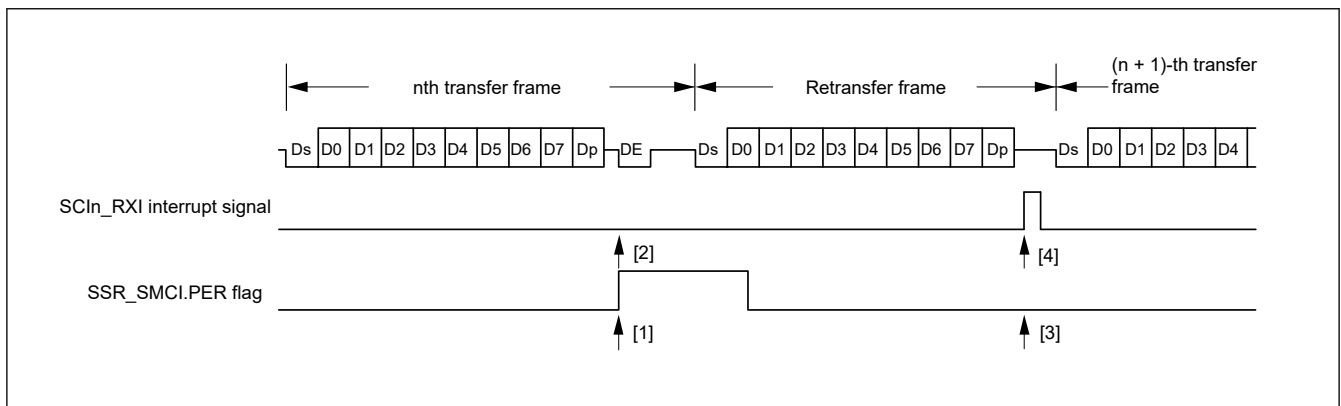 nth transfer frame
Retransfer frame
(n + 1)-th transfer
frame
Ds D0 D1 D2 D3 D4 D5 D6 D7 Dp DE Ds D0 D1 D2 D3 D4 D5 D6 D7 Dp Ds D0 D1 D2 D3 D4
SCIn_RXI interrupt signal
[2] [4]
SSR_SMCI.PER flag
[1] [3]